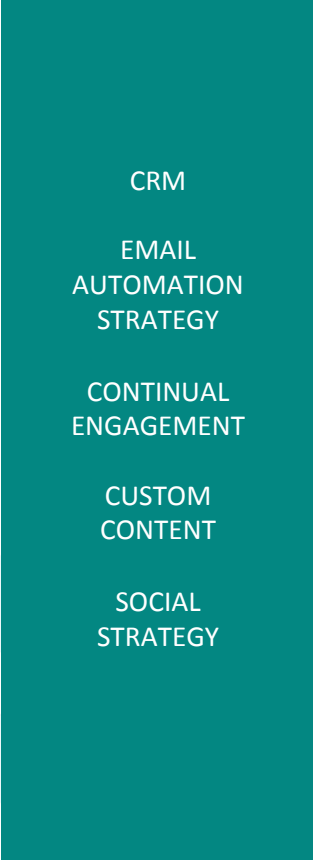 CRM
EMAIL
AUTOMATION
STRATEGY
CONTINUAL
ENGAGEMENT
CUSTOM
CONTENT
SOCIAL
STRATEGY